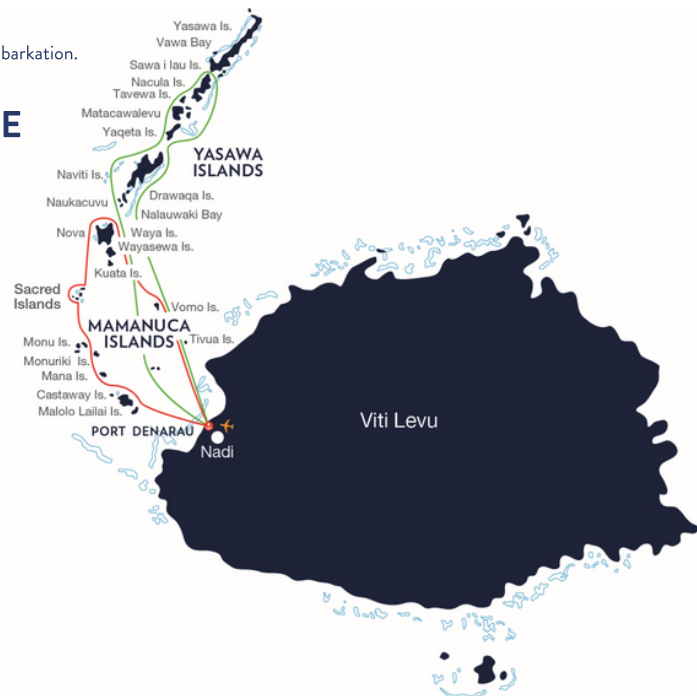 barkation.
E
Yasawa Is.
Vawa Bay
Sawa i lau Is.
Nacula Is.
Tavewa Is.
Matacawalevu
Yaqeta Is.
YASAWA
ISLANDS
Naviti Is.
Drawaqa Is.
Naukacuvu
Nalauwaki Bay
Nova
Waya Is.
Wayasewa Is.
Kuata Is.
Sacred
Islands
Vomo Is.
MAMANUCA
ISLANDS
Tivua Is.
Monu Is.
Monuriki Is.
Mana Is.
Castaway Is.
Malolo Lailai Is.
PORT DENARAU
Nadi
Viti Levu